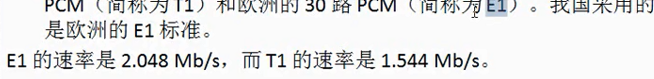 PCM（简称为 T1）和欧洲的 30 路 PCM（简称为 E1）。我国采用的
是欧洲的 E1 标准。
E1 的速率是 2.048 Mb/s，而 T1 的速率是 1.544 Mb/s。